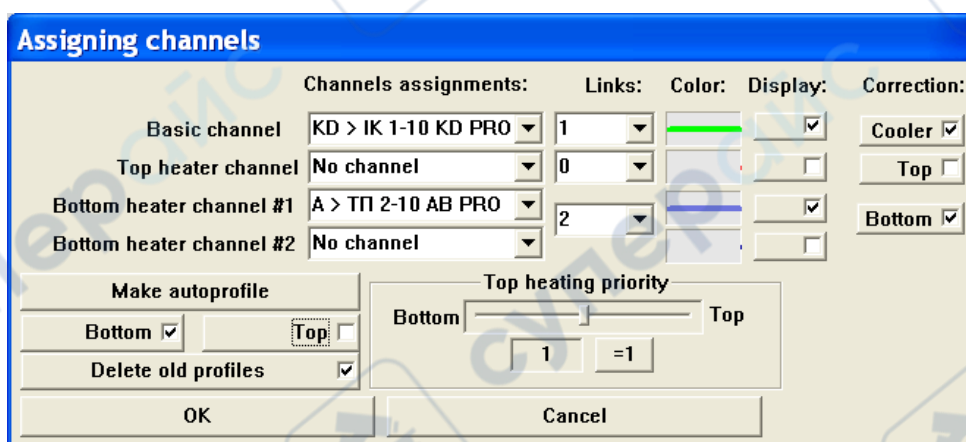 Assigning channels
Channels assignments: Links: Color: Display: Correction:
Basic channel KD > IK 1-10 KD PRO 1 Cooler
Top heater channel No channel 0 Top
Bottom heater channel #1 A > ТП 2-10 AB PRO 2 Bottom
Bottom heater channel #2 No channel
Make autoprofile
Bottom Top
Delete old profiles
Top heating priority
Bottom Top
1 =1
OK Cancel
суперайс